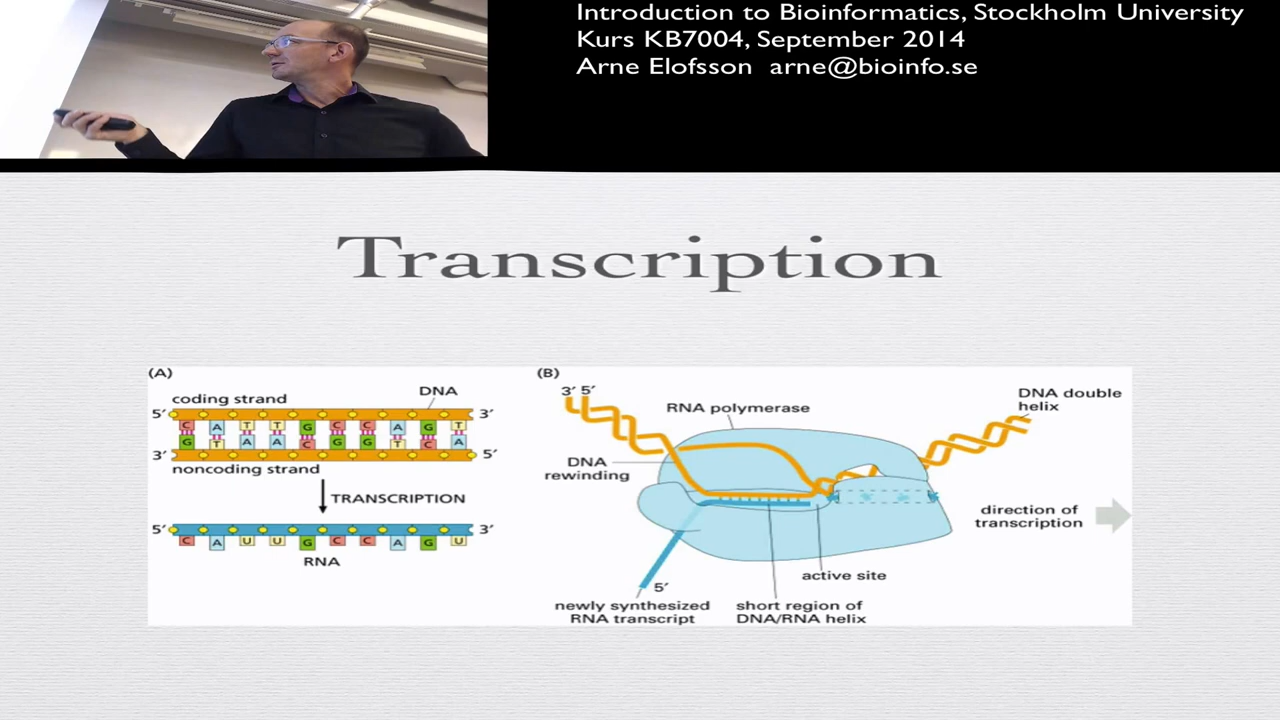 Introduction to Bioinformatics, Stockholm University
Kurs KB7004, September 2014
Arne Elofsson arne@bioinfo.se
Transcription
(A)
DNA
coding strand
5′ 3′
C A T T G C C A G T
G T A A C G G T C A
3′ 5′
noncoding strand
TRANSCRIPTION
5′ 3′
C A U U G C C A G U
RNA
(B)
3′ 5′
RNA polymerase
DNA double
helix
DNA
rewinding
direction of
transcription
active site
5′
newly synthesized
RNA transcript
short region of
DNA/RNA helix